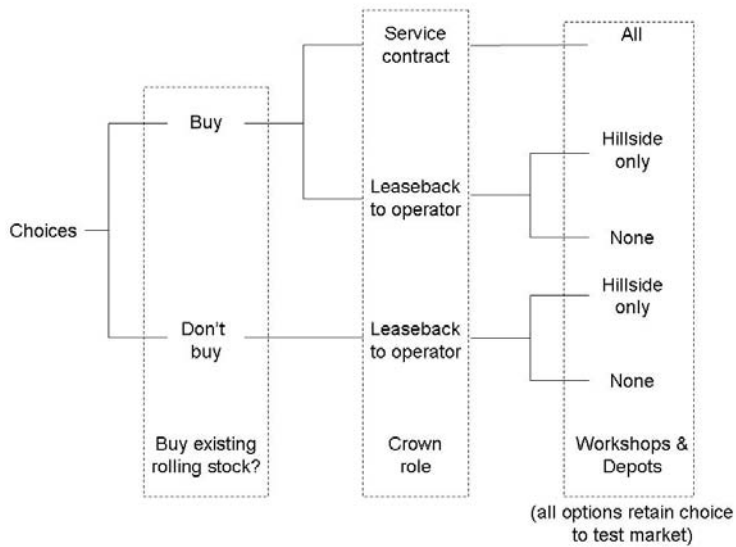 Service
contract
All
Buy
Hillside
only
Leaseback
to operator
Choices
None
Hillside
only
Don't
buy
Leaseback
to operator
None
Buy existing
rolling stock?
Crown
role
Workshops &
Depots
(all options retain choice
to test market)